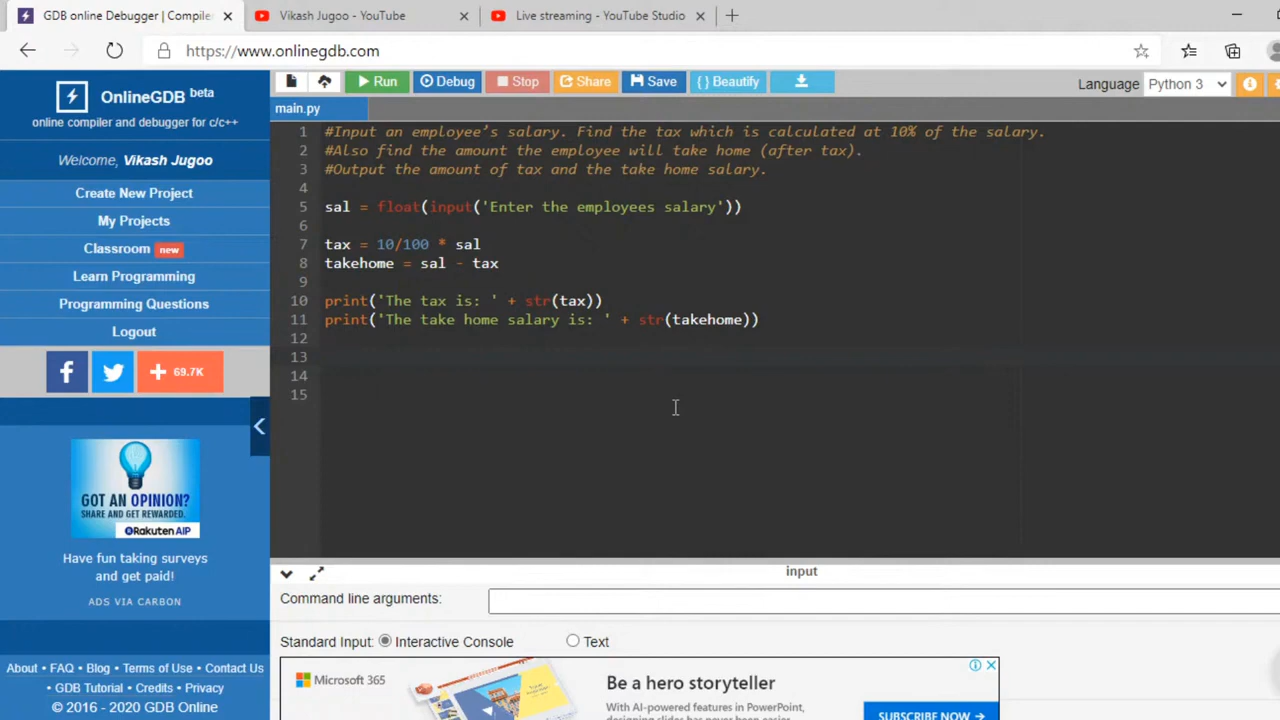 GDB online Debugger | Compiler
Vikash Jugoo - YouTube
Live streaming - YouTube Studio
https://www.onlinegdb.com
OnlineGDB beta
online compiler and debugger for c/c++
Welcome, Vikash Jugoo
Create New Project
My Projects
Classroom new
Learn Programming
Programming Questions
Logout
69.7K
GOT AN OPINION?
SHARE AND GET REWARDED.
Rakuten AIP
Have fun taking surveys
and get paid!
ADS VIA CARBON
About • FAQ • Blog • Terms of Use • Contact Us
• GDB Tutorial • Credits • Privacy
© 2016 - 2020 GDB Online
Run Debug Stop Share Save { } Beautify
Language Python 3
main.py
1 #Input an employee’s salary. Find the tax which is calculated at 10% of the salary.
2 #Also find the amount the employee will take home (after tax).
3 #Output the amount of tax and the take home salary.
4
5 sal = float(input('Enter the employees salary'))
6
7 tax = 10/100 * sal
8 takehome = sal - tax
9
10 print('The tax is: ' + str(tax))
11 print('The take home salary is: ' + str(takehome))
12
13
14
15
input
Command line arguments:
Standard Input: Interactive Console Text
Microsoft 365
Be a hero storyteller
With AI-powered features in PowerPoint,
SUBSCRIBE NOW